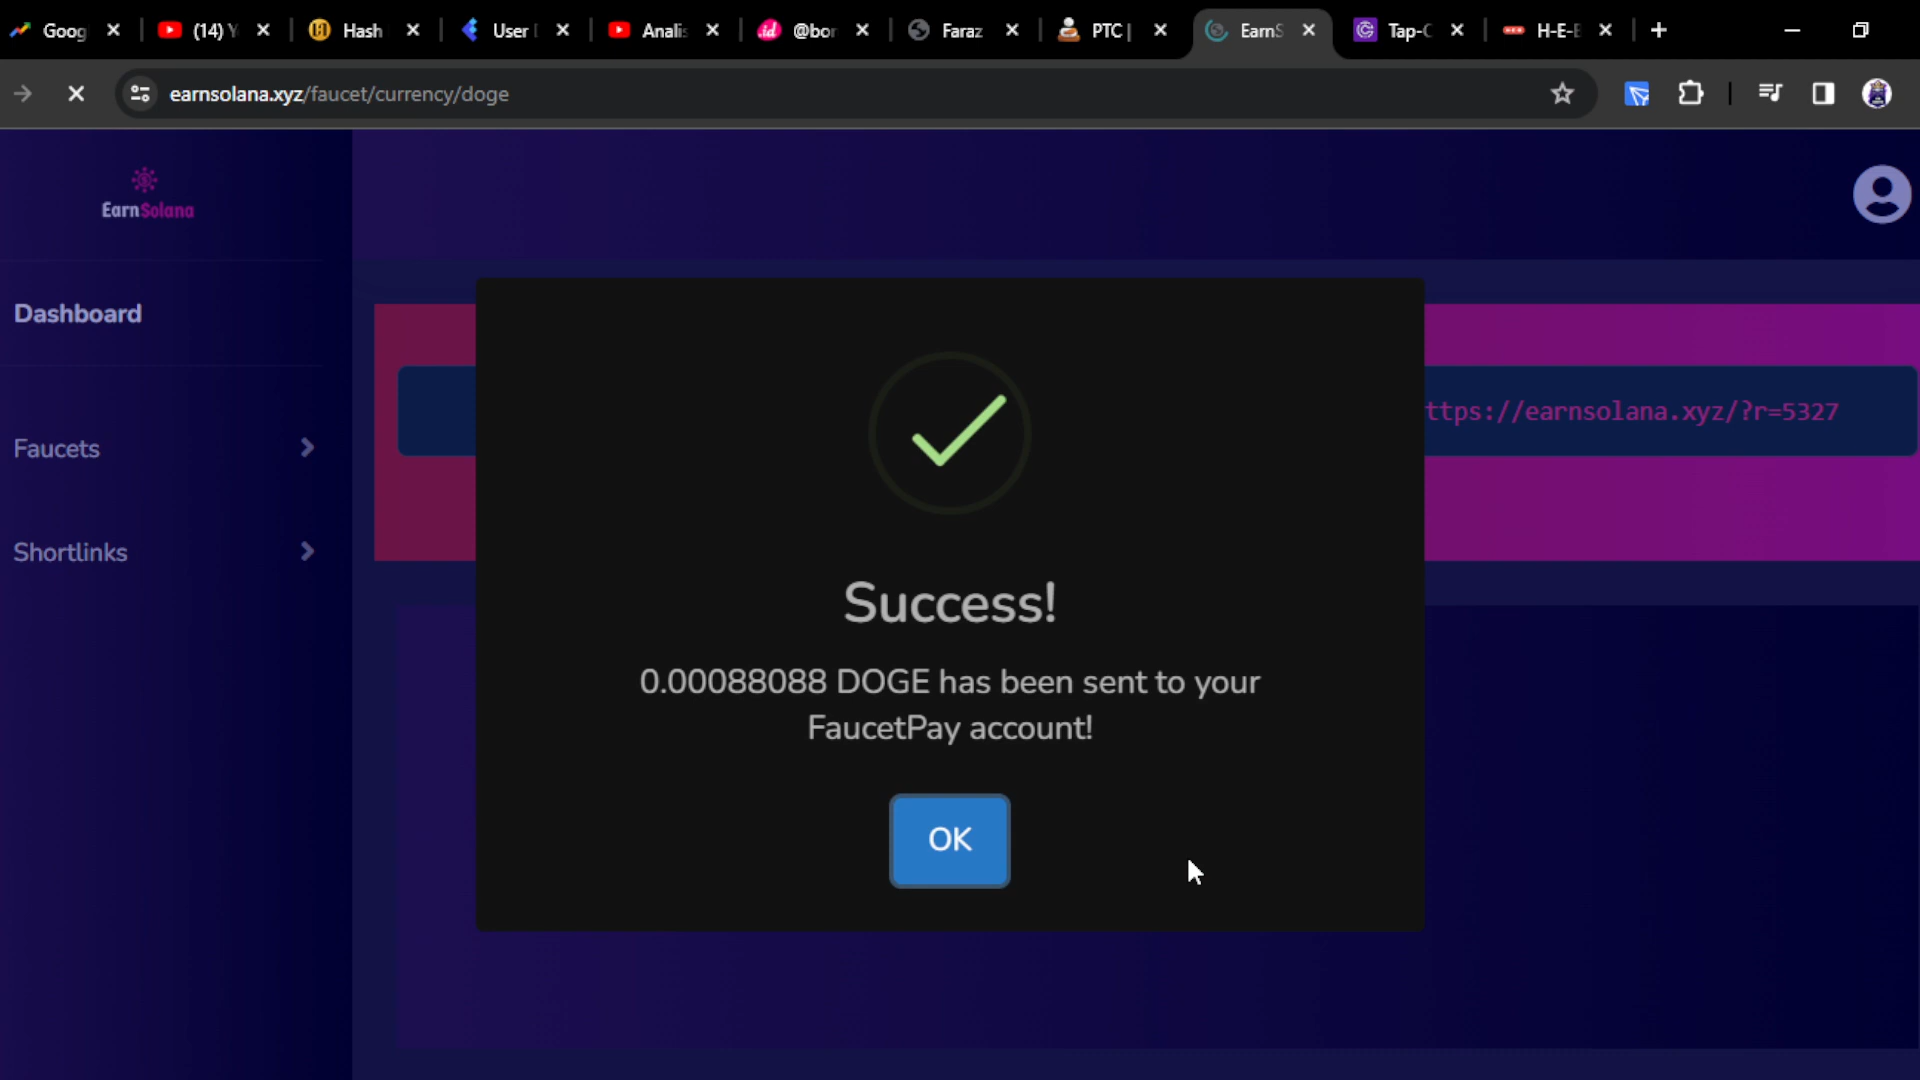 Goog
(14) Y
Hash
User
Analis
@bor
Faraz
PTC |
EarnS
Tap-C
H-E-E
earnsolana.xyz/faucet/currency/doge
EarnSolana
Dashboard
ttps://earnsolana.xyz/?r=5327
Faucets
Shortlinks
Success!
0.00088088 DOGE has been sent to your
FaucetPay account!
OK